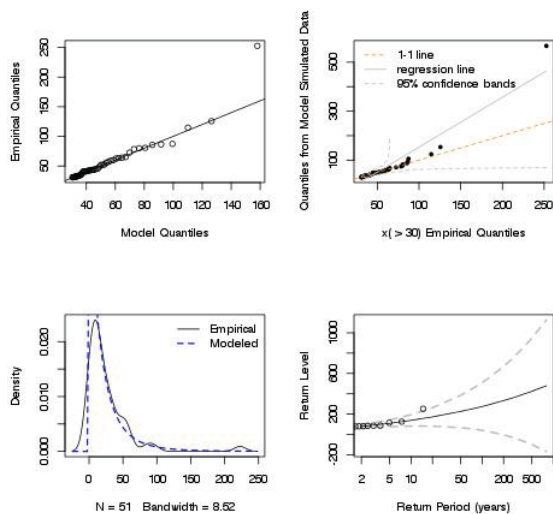 Empirical Quantiles
50 100 150 200 250
40 60 80 100 120 140 160
Model Quantiles
Quantiles from Model Simulated Data
100 300 500
1-1 line
regression line
95% confidence bands
50 100 150 200 250
x( > 30) Empirical Quantiles
Density
0.000 0.010 0.020
Empirical
Modeled
0 50 100 150 200 250
N = 51 Bandwidth = 8.52
Return Level
-200 200 600 1000
2 5 10 50 200 500
Return Period (years)